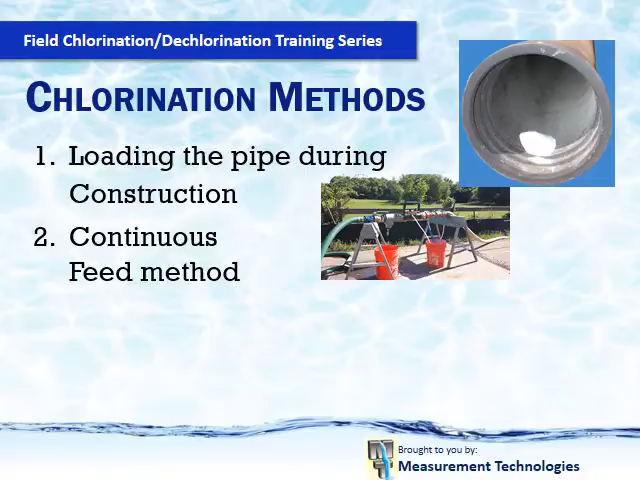 Field Chlorination/Dechlorination Training Series
Chlorination Methods
1. Loading the pipe during
Construction
2. Continuous
Feed method
Brought to you by:
Measurement Technologies